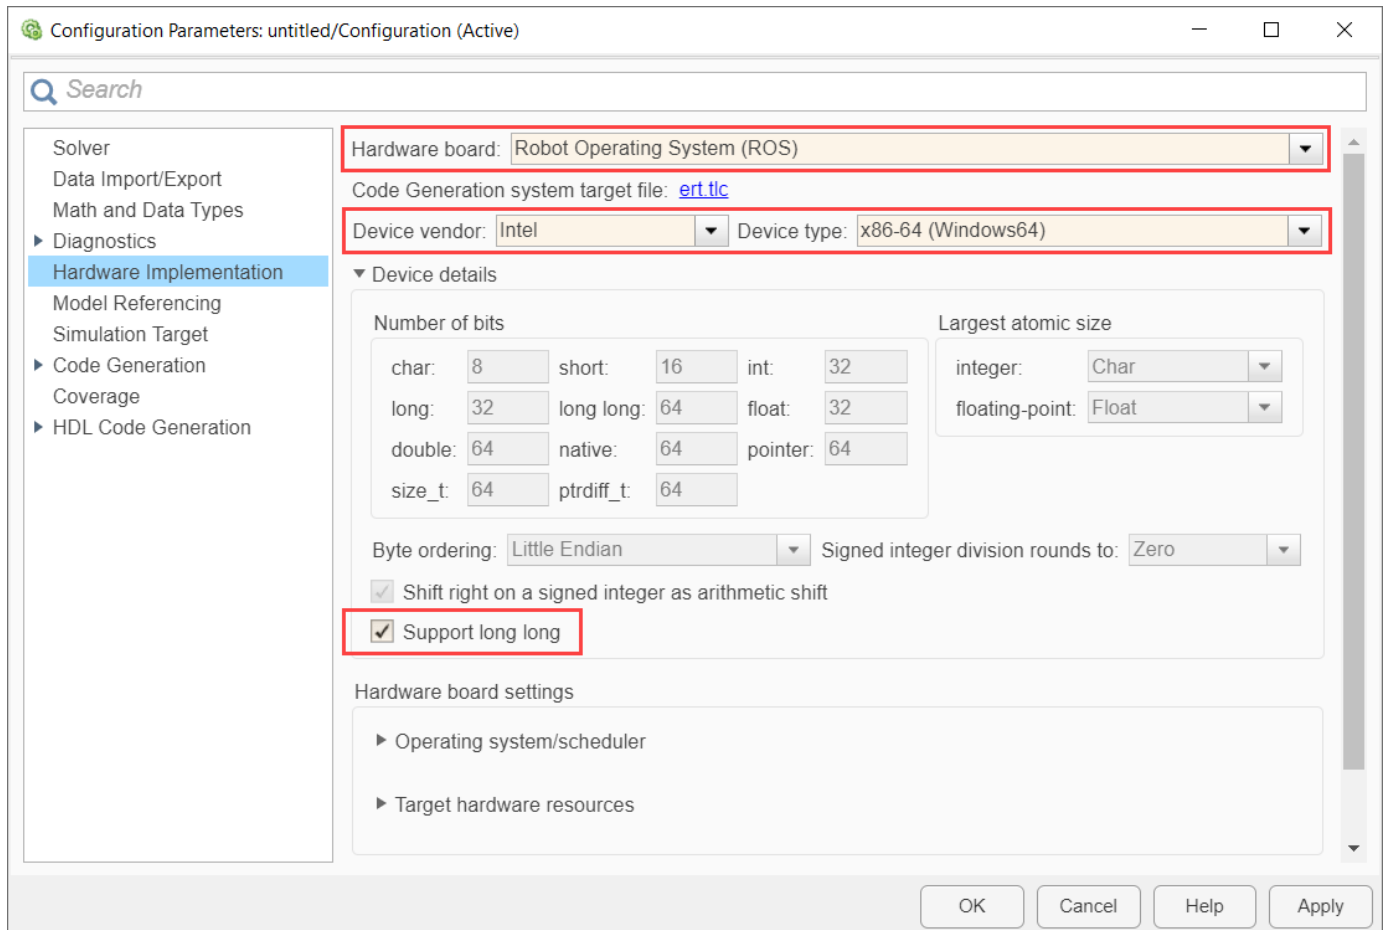 Configuration Parameters: untitled/Configuration (Active)
Search
Solver
Data Import/Export
Math and Data Types
Diagnostics
Hardware Implementation
Model Referencing
Simulation Target
Code Generation
Coverage
HDL Code Generation
Hardware board: Robot Operating System (ROS)
Code Generation system target file: ert.tlc
Device vendor: Intel Device type: x86-64 (Windows64)
Device details
Number of bits
char: 8 short: 16 int: 32
long: 32 long long: 64 float: 32
double: 64 native: 64 pointer: 64
size_t: 64 ptrdiff_t: 64
Largest atomic size
integer: Char
floating-point: Float
Byte ordering: Little Endian Signed integer division rounds to: Zero
Shift right on a signed integer as arithmetic shift
Support long long
Hardware board settings
Operating system/scheduler
Target hardware resources
OK Cancel Help Apply